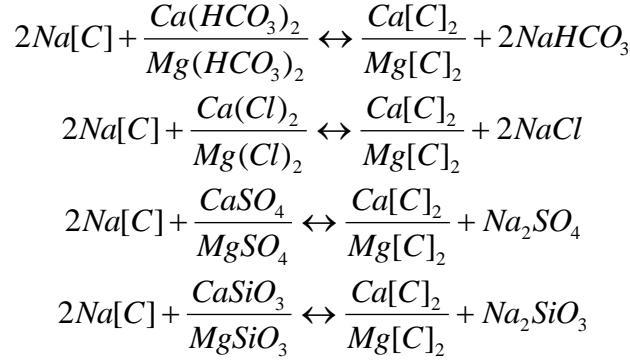 2Na[C] + Ca(HCO₃)₂ / Mg(HCO₃)₂ ↔ Ca[C]₂ / Mg[C]₂ + 2NaHCO₃
2Na[C] + Ca(Cl)₂ / Mg(Cl)₂ ↔ Ca[C]₂ / Mg[C]₂ + 2NaCl
2Na[C] + CaSO₄ / MgSO₄ ↔ Ca[C]₂ / Mg[C]₂ + Na₂SO₄
2Na[C] + CaSiO₃ / MgSiO₃ ↔ Ca[C]₂ / Mg[C]₂ + Na₂SiO₃